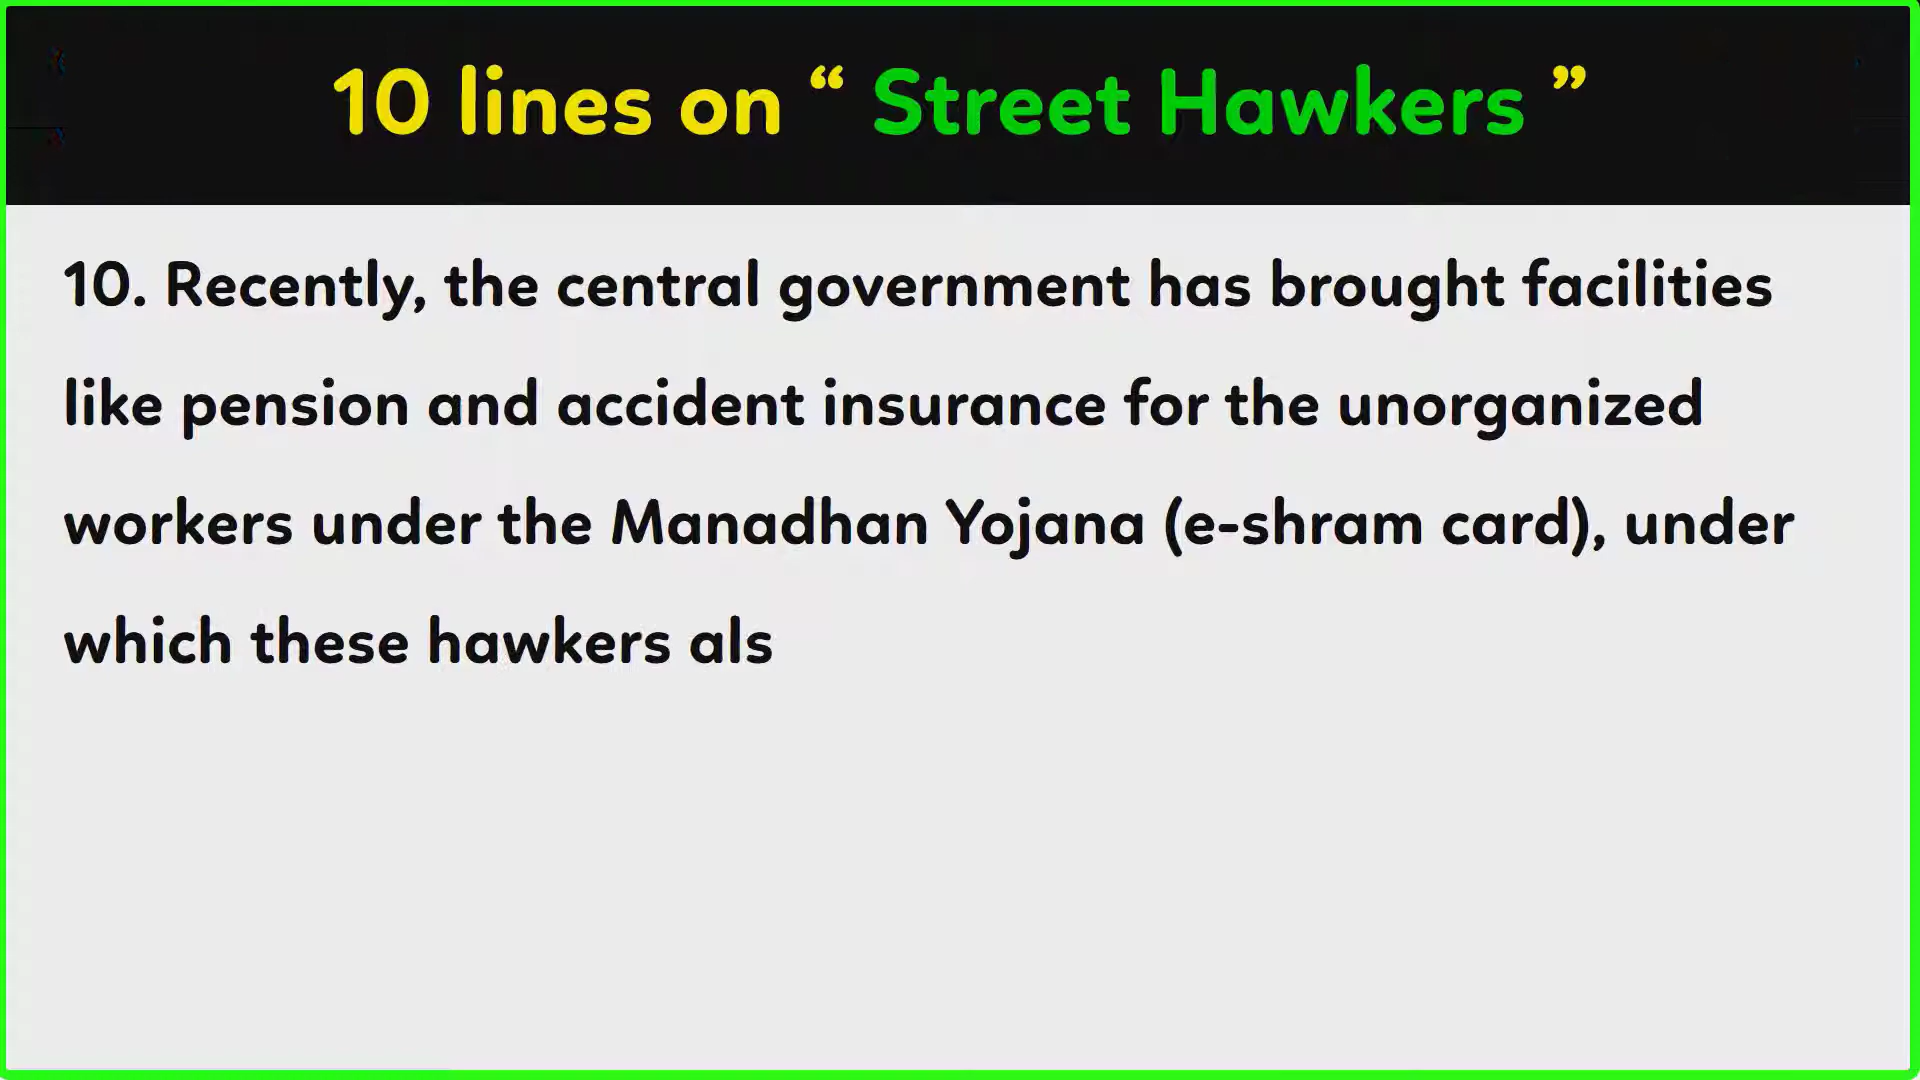 10 lines on “ Street Hawkers ”
10. Recently, the central government has brought facilities
like pension and accident insurance for the unorganized
workers under the Manadhan Yojana (e-shram card), under
which these hawkers als